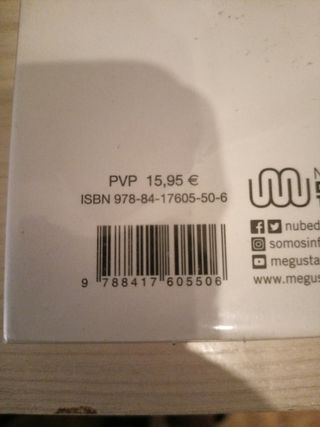 PVP 15,95 €
ISBN 978-84-17605-50-6
9 788417 605506
nubed
somosinf
megusta
www.megus